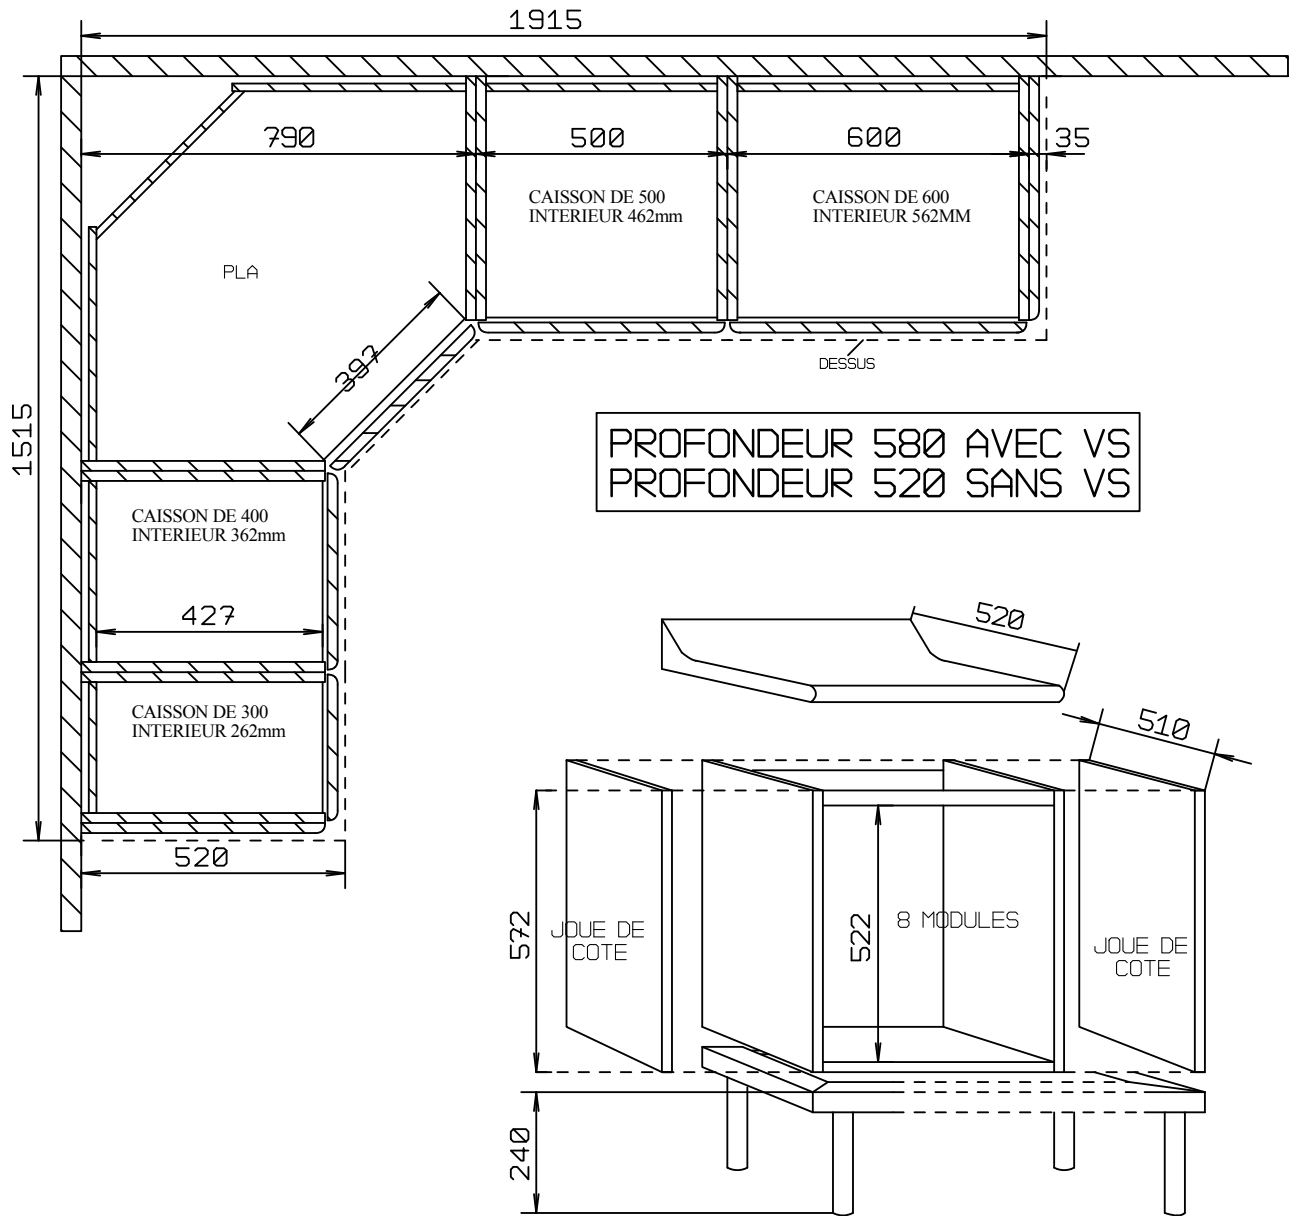 1915
790
500
600
35
CAISSON DE 500
INTERIEUR 462mm
CAISSON DE 600
INTERIEUR 562MM
PLA
397
DESSUS
1515
PROFONDEUR 580 AVEC VS
PROFONDEUR 520 SANS VS
CAISSON DE 400
INTERIEUR 362mm
427
CAISSON DE 300
INTERIEUR 262mm
520
520
510
572
JOUE DE
COTE
522
8 MODULES
JOUE DE
COTE
240